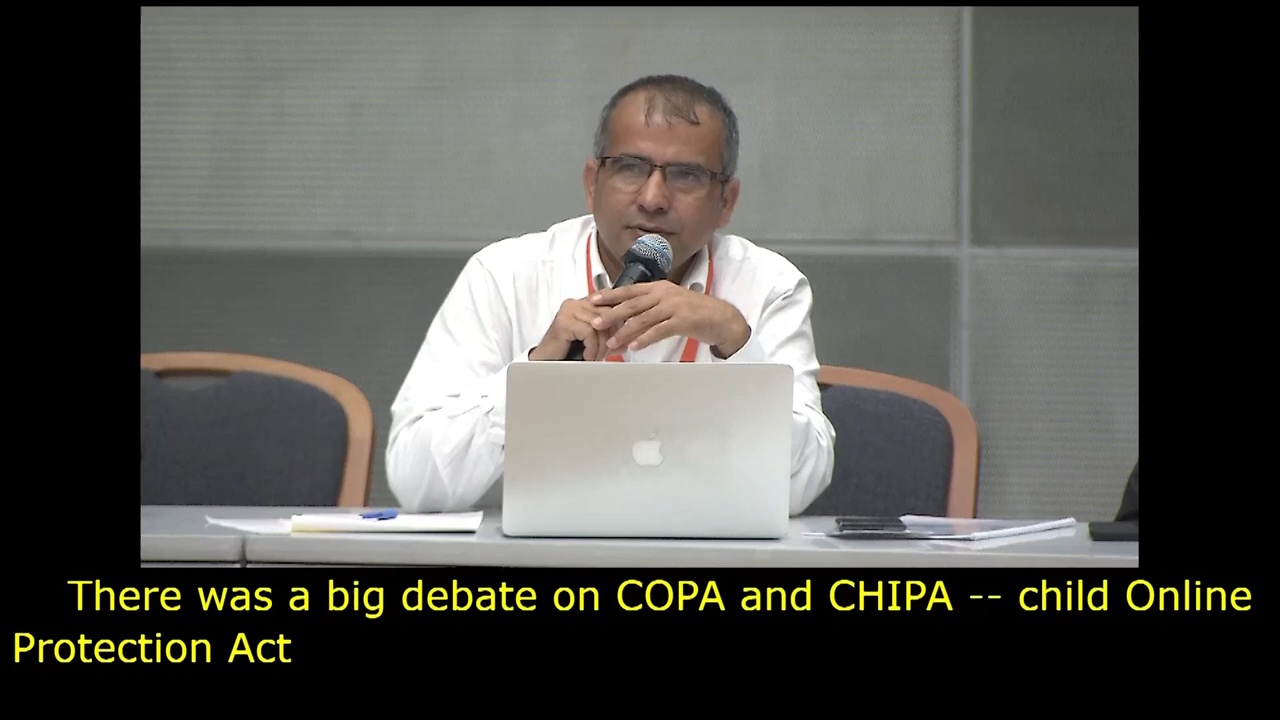 There was a big debate on COPA and CHIPA -- child Online
Protection Act